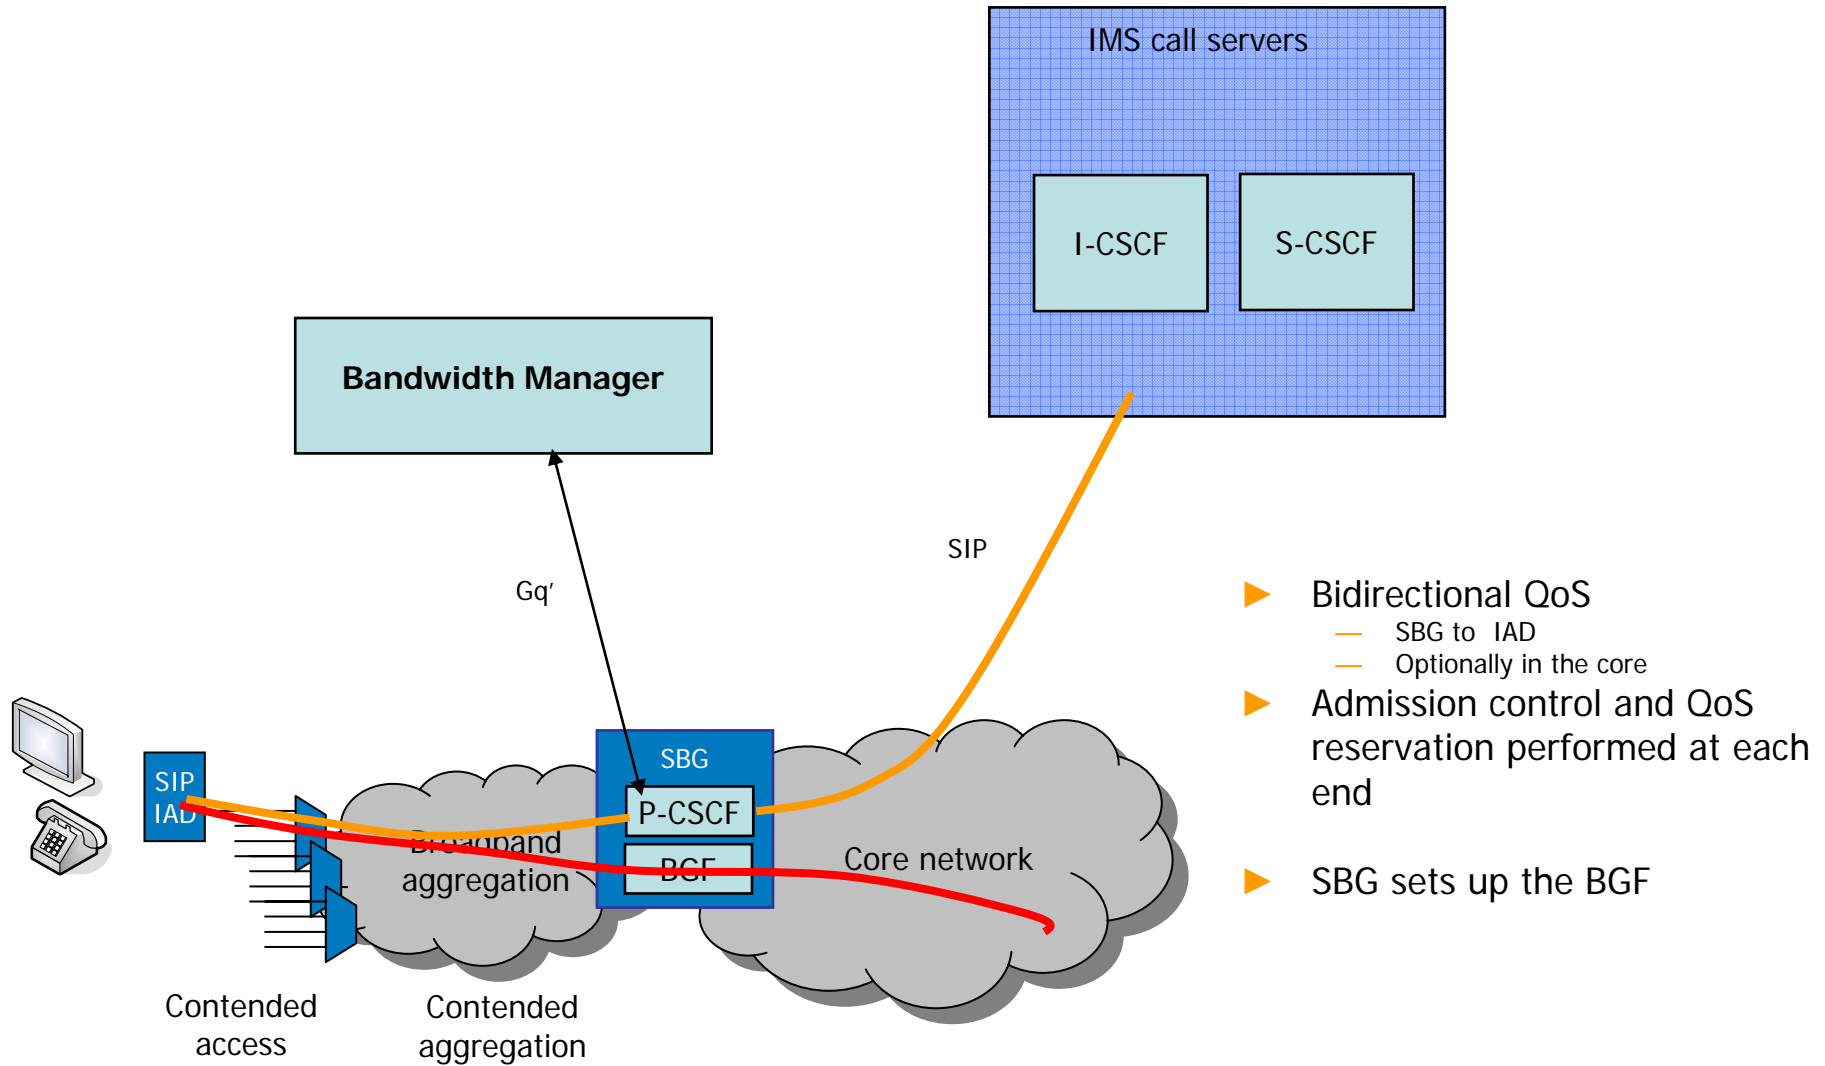 IMS call servers
I-CSCF
S-CSCF
Bandwidth Manager
SIP
Gq'
Bidirectional QoS
SBG to IAD
Optionally in the core
Admission control and QoS
reservation performed at each
end
SBG sets up the BGF
SBG
SIP
IAD
P-CSCF
Broadband
aggregation
BGF
Core network
Contended
access
Contended
aggregation